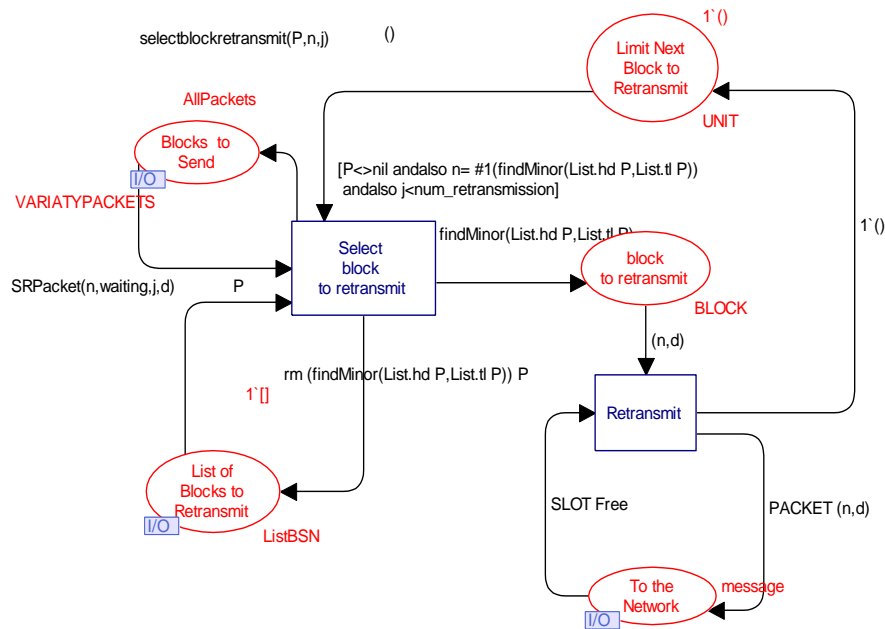 1`()
selectblockretransmit(P,n,j)
()
Limit Next
Block to
Retransmit
AllPackets
UNIT
Blocks to
Send
I/O
[P<>nil andalso n= #1(findMinor(List.hd P,List.tl P))
andalso j<num_retransmission]
VARIATYPACKETS
findMinor(List.hd P,List.tl P)
Select
block
to retransmit
block
to retransmit
1`()
SRPacket(n,waiting,j,d)
P
BLOCK
(n,d)
rm (findMinor(List.hd P,List.tl P)) P
1`[]
Retransmit
List of
Blocks to
Retransmit
I/O
SLOT Free
PACKET (n,d)
ListBSN
To the
Network
message
I/O